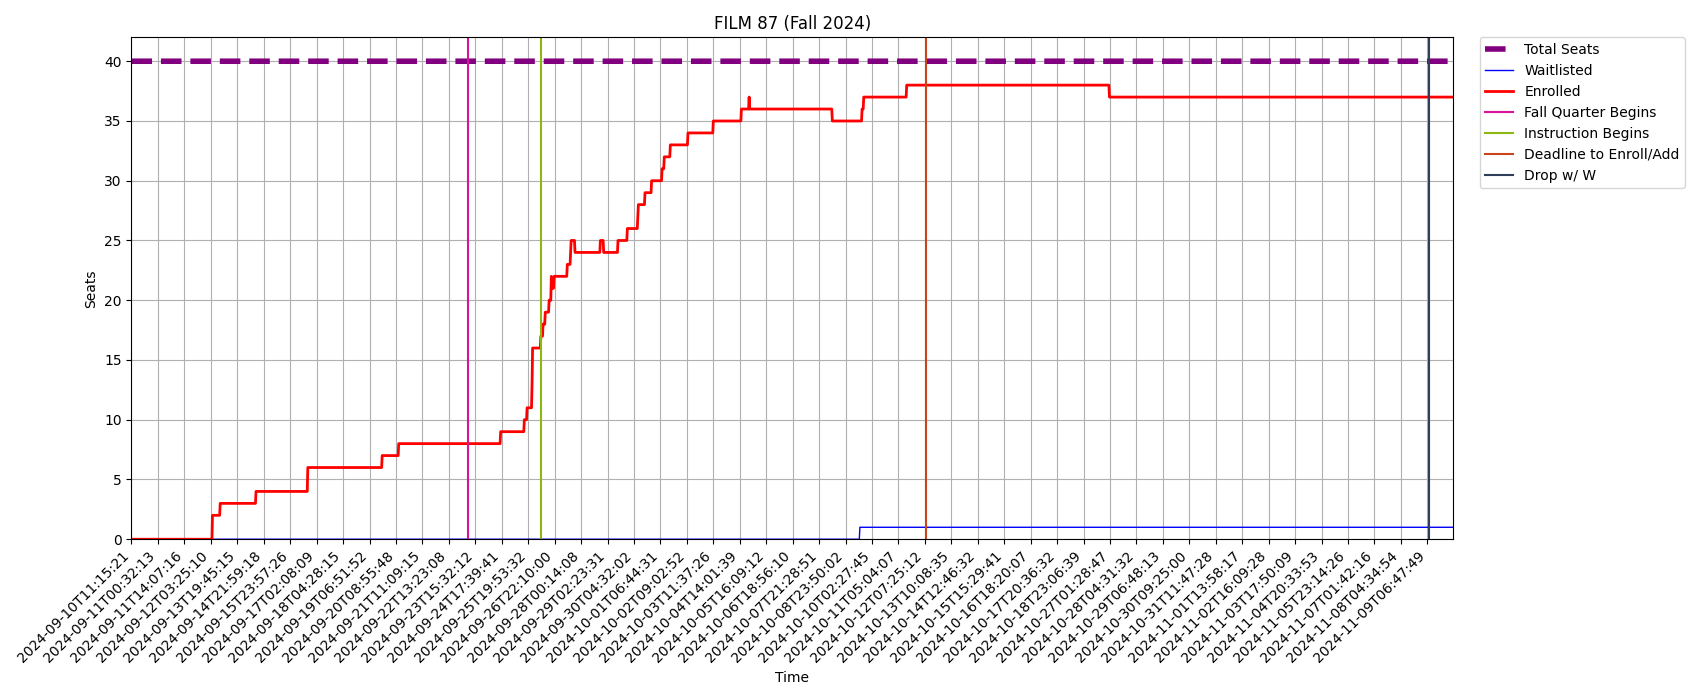 FILM 87 (Fall 2024)
Total Seats
Waitlisted
Enrolled
Fall Quarter Begins
Instruction Begins
Deadline to Enroll/Add
Drop w/ W
Seats
40
35
30
25
20
15
10
5
0
2024-09-10T11:15:21
2024-09-11T00:32:13
2024-09-11T14:07:16
2024-09-12T03:25:10
2024-09-13T19:45:15
2024-09-14T21:59:18
2024-09-15T23:57:26
2024-09-17T02:08:09
2024-09-18T04:28:15
2024-09-19T06:51:52
2024-09-20T08:55:48
2024-09-21T11:09:15
2024-09-22T13:23:08
2024-09-23T15:32:12
2024-09-24T17:39:41
2024-09-25T19:53:32
2024-09-26T22:10:00
2024-09-28T00:14:08
2024-09-29T02:23:31
2024-09-30T04:32:02
2024-10-01T06:44:31
2024-10-02T09:02:52
2024-10-03T11:37:26
2024-10-04T14:01:39
2024-10-05T16:09:12
2024-10-06T18:56:10
2024-10-07T21:28:51
2024-10-08T23:50:02
2024-10-10T02:27:45
2024-10-11T05:04:07
2024-10-12T07:25:12
2024-10-13T10:08:35
2024-10-14T12:46:32
2024-10-15T15:29:41
2024-10-16T18:20:07
2024-10-17T20:36:32
2024-10-18T23:06:39
2024-10-27T01:28:47
2024-10-28T04:31:32
2024-10-29T06:48:13
2024-10-30T09:25:00
2024-10-31T11:47:28
2024-11-01T13:58:17
2024-11-02T16:09:28
2024-11-03T17:50:09
2024-11-04T20:33:53
2024-11-05T23:14:26
2024-11-07T01:42:16
2024-11-08T04:34:54
2024-11-09T06:47:49
Time